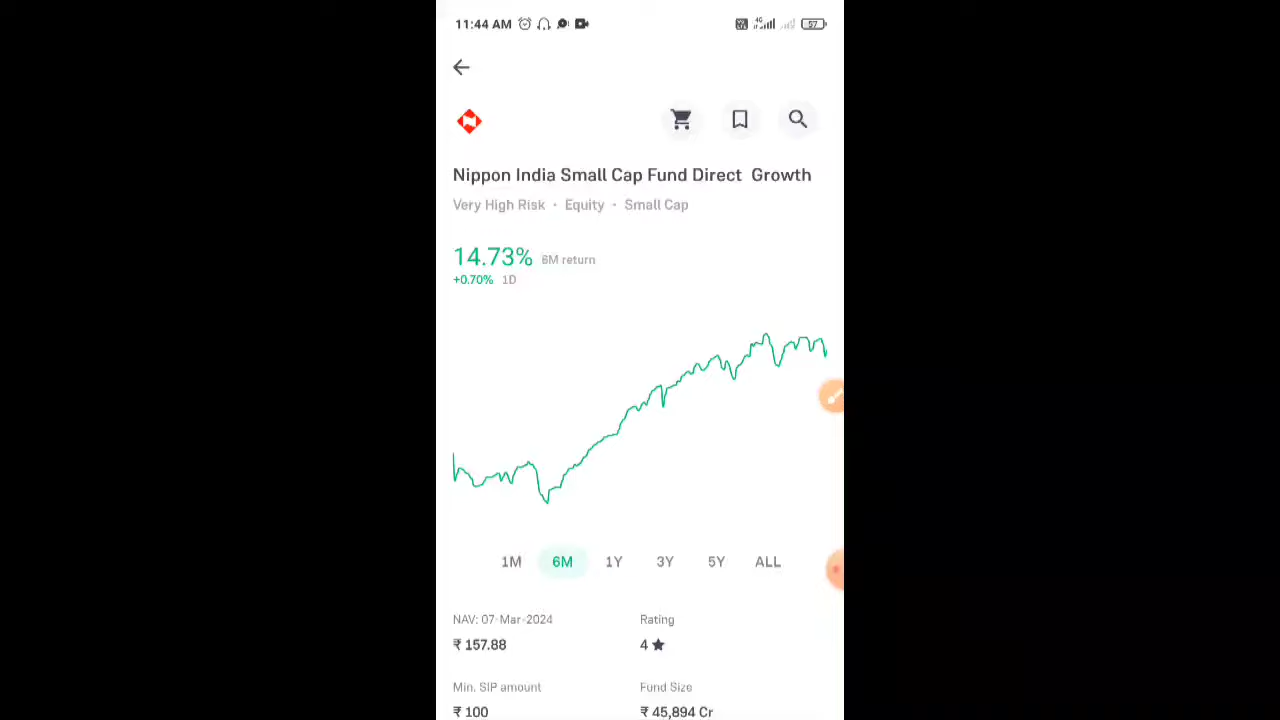 11:44 AM
57
Nippon India Small Cap Fund Direct Growth
Very High Risk • Equity • Small Cap
14.73% 6M return
+0.70% 1D
1M 6M 1Y 3Y 5Y ALL
NAV: 07-Mar-2024 Rating
₹ 157.88 4 ★
Min. SIP amount Fund Size
₹ 100 ₹ 45,894 Cr